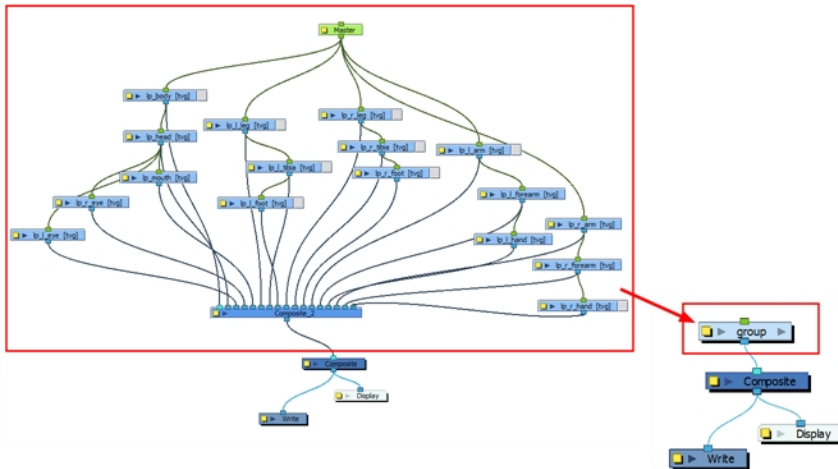 Master
lp_body [tvg]
lp_r_leg [tvg]
lp_l_leg [tvg]
lp_head [tvg]
lp_r_tibia [tvg]
lp_l_arm [tvg]
lp_l_tibia [tvg]
lp_r_foot [tvg]
lp_mouth [tvg]
lp_l_forearm [tvg]
lp_r_eye [tvg]
lp_l_foot [tvg]
lp_r_arm [tvg]
lp_l_eye [tvg]
lp_l_hand [tvg]
lp_r_forearm [tvg]
lp_r_hand [tvg]
Composite_2
group
Composite
Display
Write
Composite
Display
Write